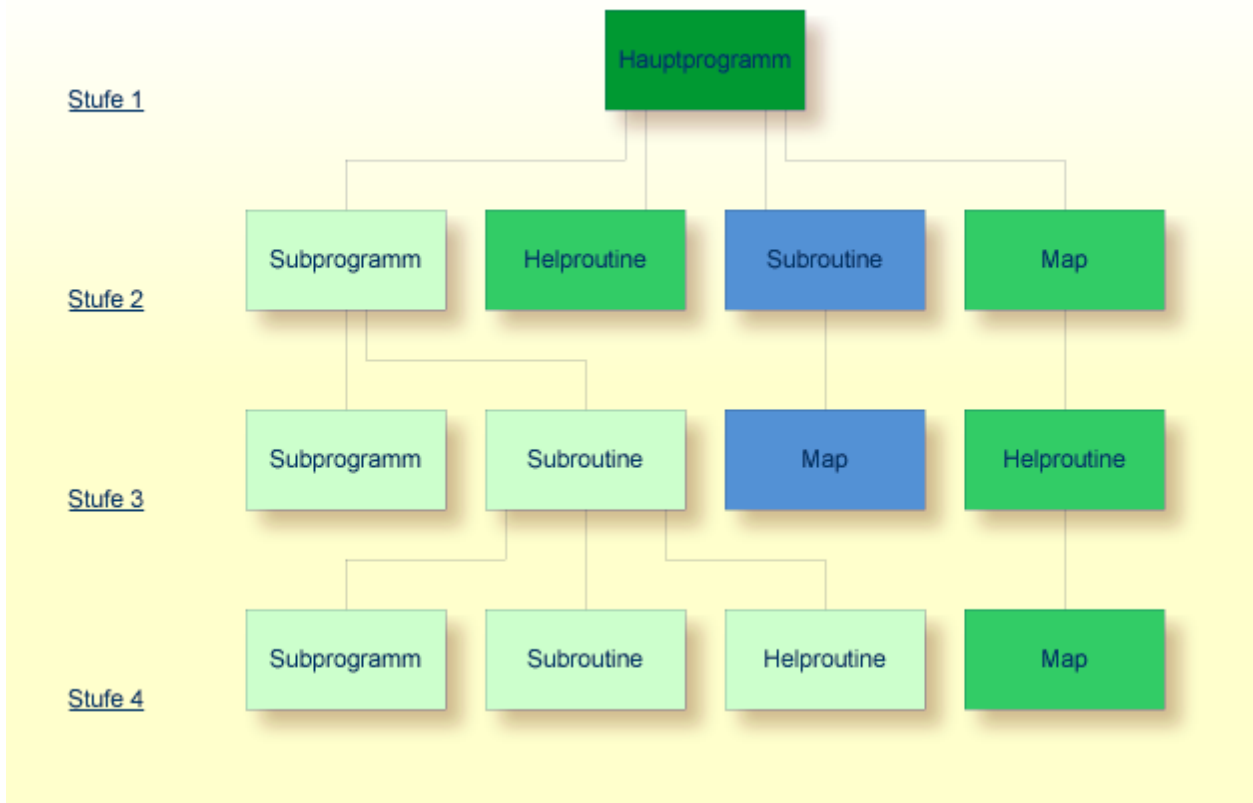 Hauptprogramm
Stufe 1
Subprogramm Helproutine Subroutine Map
Stufe 2
Subprogramm Subroutine Map Helproutine
Stufe 3
Subprogramm Subroutine Helproutine Map
Stufe 4